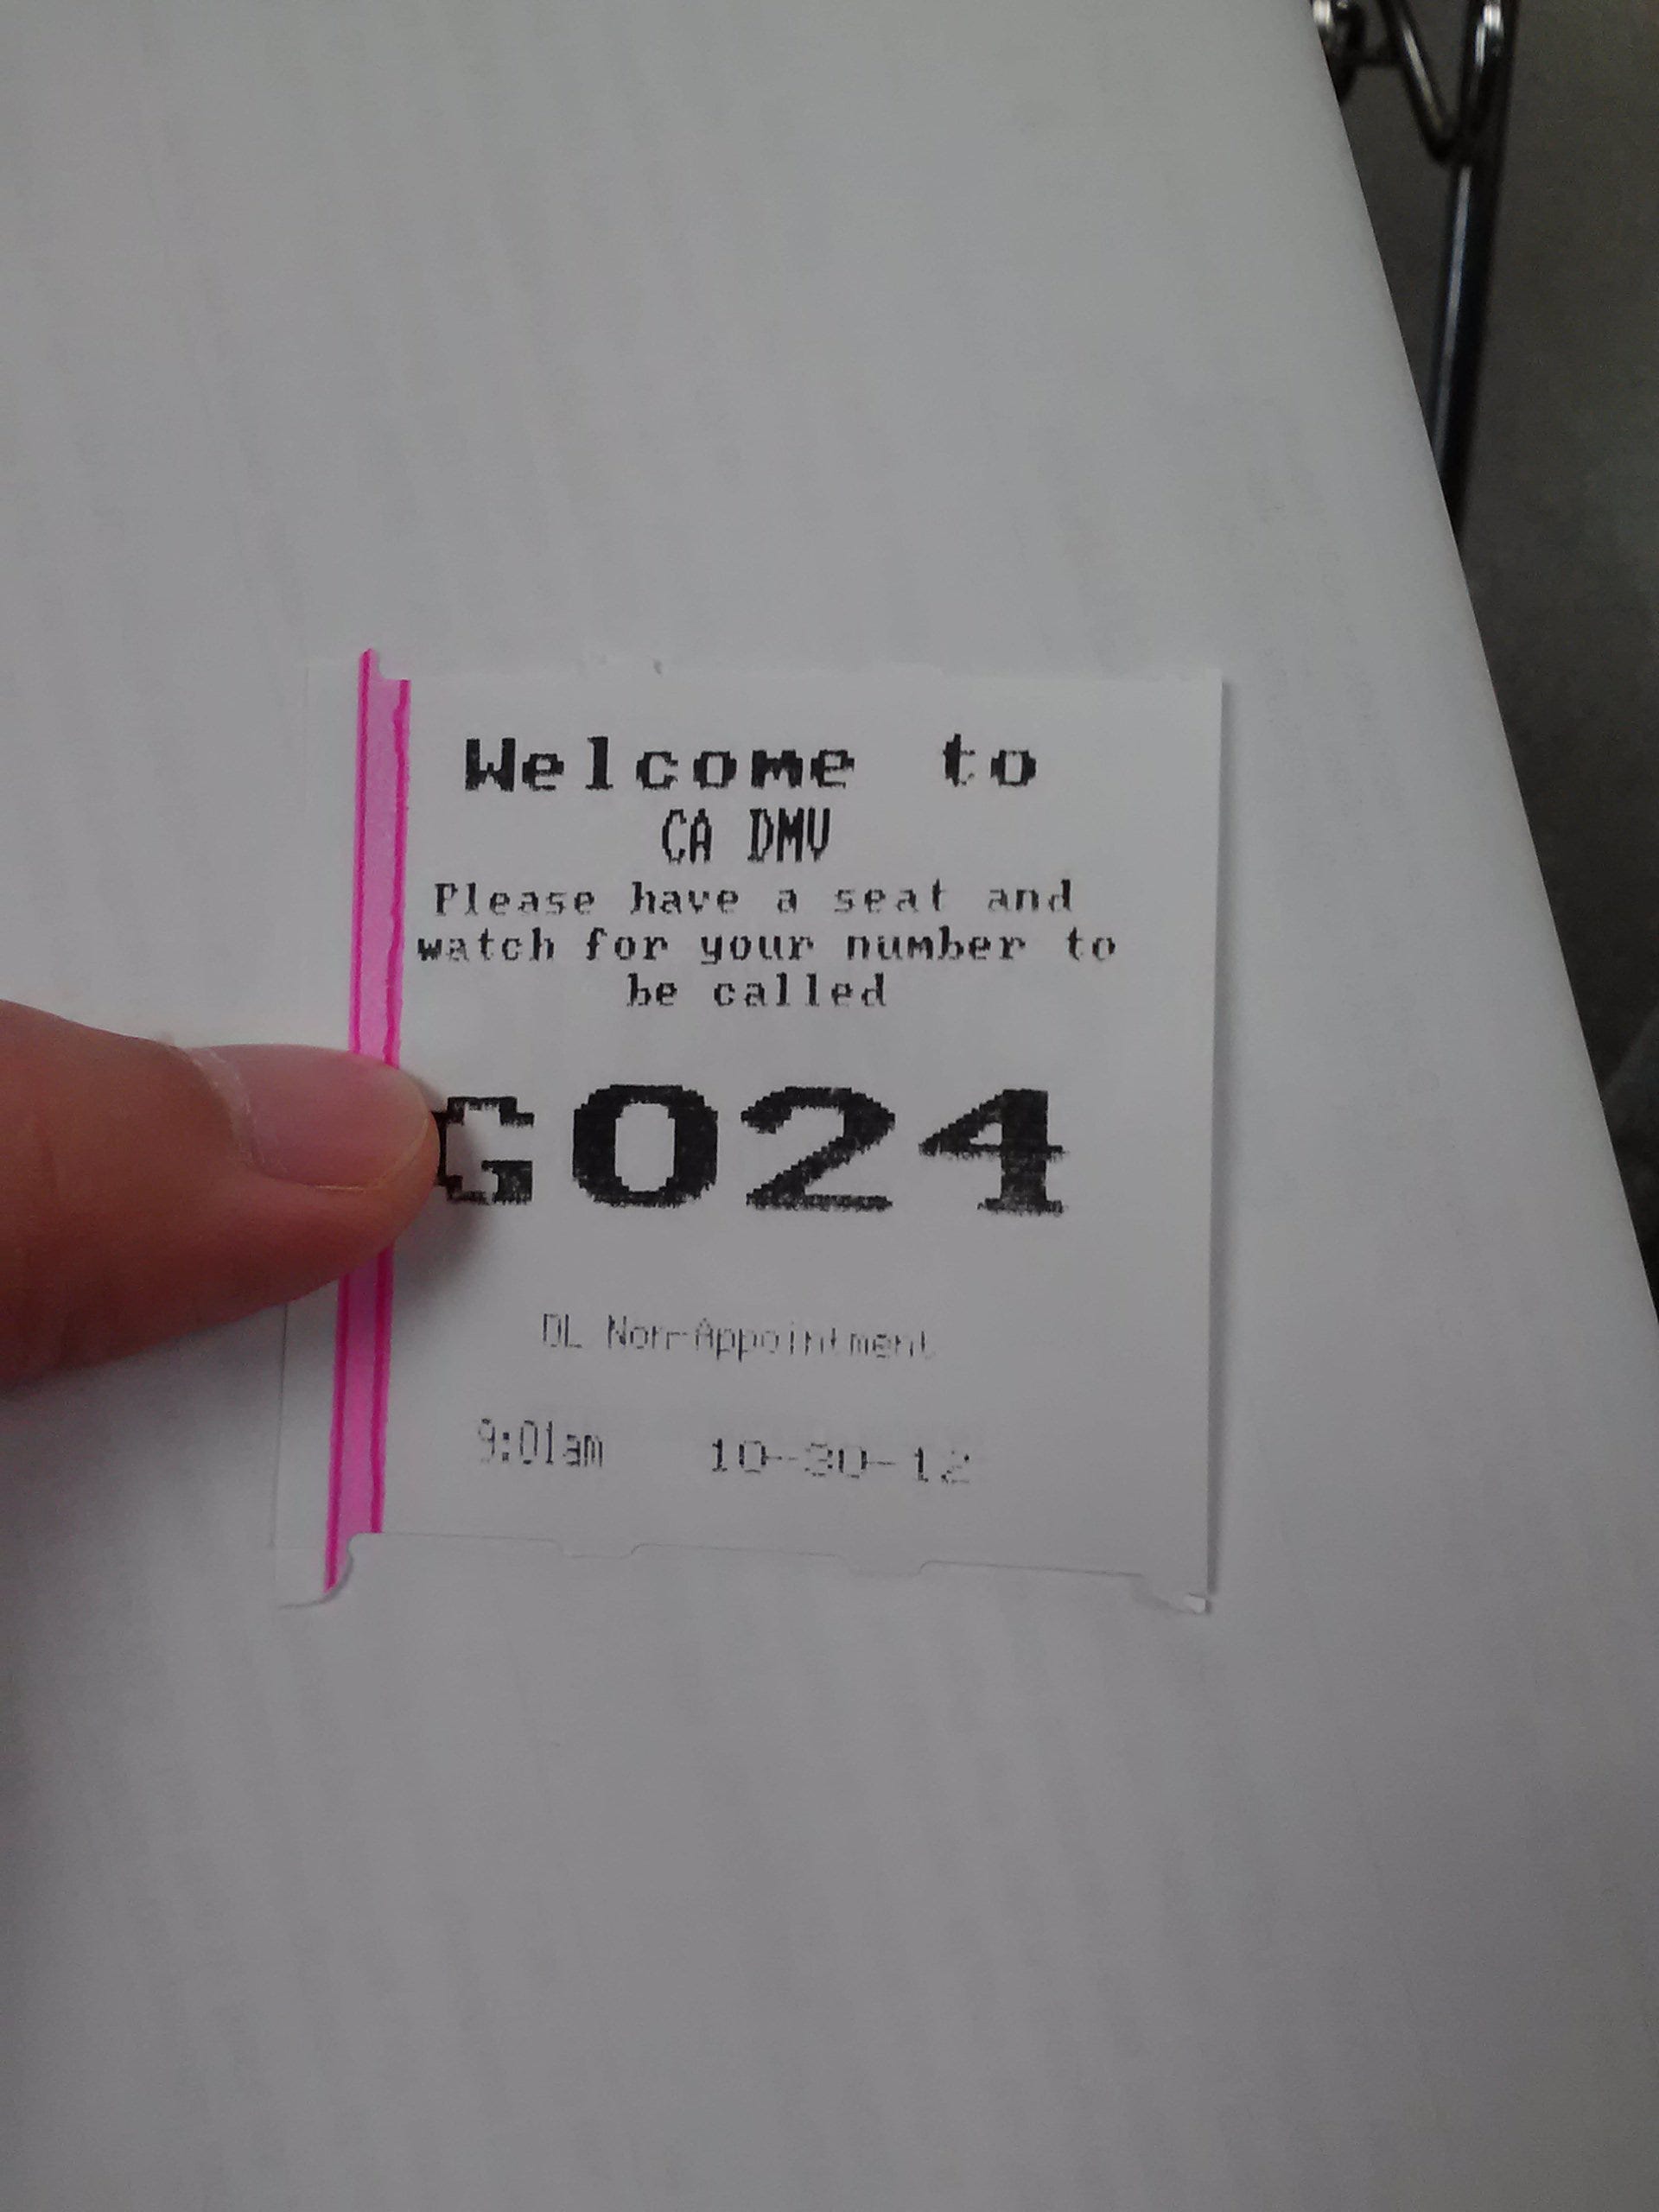 Welcome to
CA DMV
Please have a seat and
watch for your number to
be called
G024
DL Non-Appointment
9:01am 10-30-12